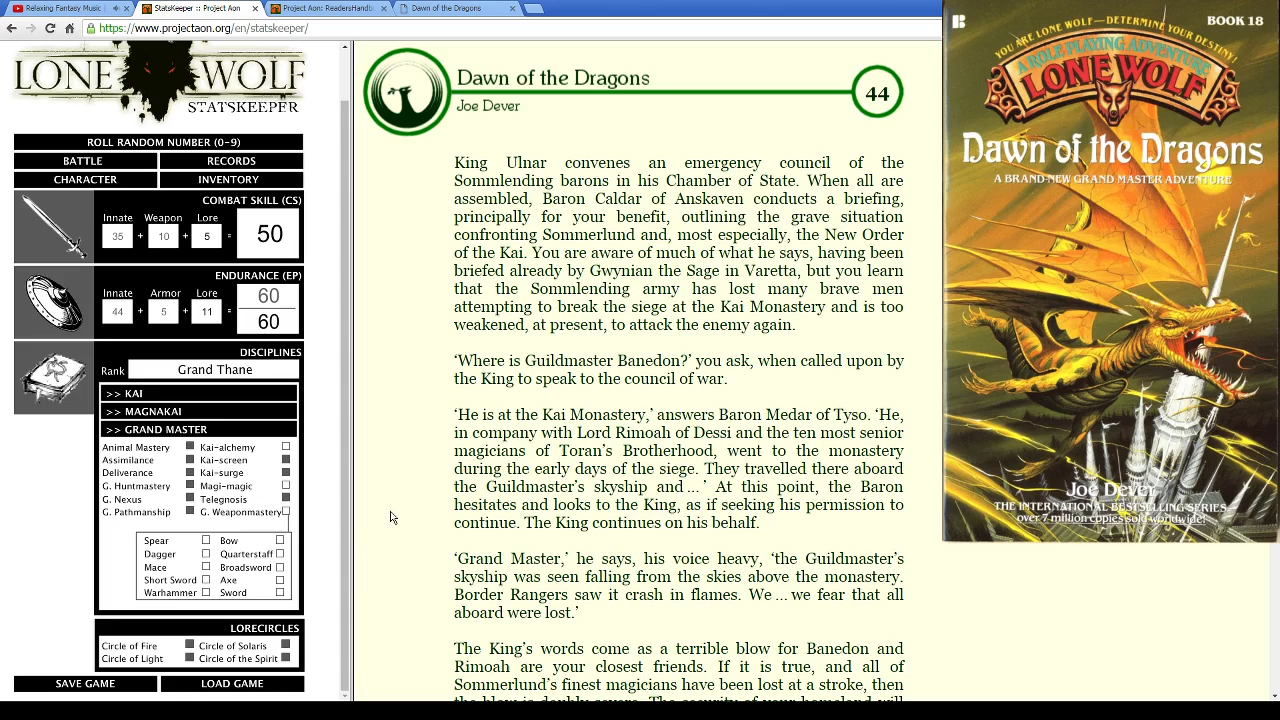 Relaxing Fantasy Music
StatsKeeper :: Project Aon
Project Aon: ReadersHandb
Dawn of the Dragons
https://www.projectaon.org/en/statskeeper/
LONE WOLF
STATSKEEPER
ROLL RANDOM NUMBER (0-9)
BATTLE RECORDS
CHARACTER INVENTORY
COMBAT SKILL (CS)
Innate Weapon Lore
35 + 10 + 5 = 50
ENDURANCE (EP)
Innate Armor Lore
60
44 + 5 + 11 =
60
DISCIPLINES
Rank Grand Thane
>> KAI
>> MAGNAKAI
>> GRAND MASTER
Animal Mastery Kai-alchemy
Assimilance Kai-screen
Deliverance Kai-surge
G. Huntmastery Magi-magic
G. Nexus Telegnosis
G. Pathmanship G. Weaponmastery
Spear Bow
Dagger Quarterstaff
Mace Broadsword
Short Sword Axe
Warhammer Sword
LORECIRCLES
Circle of Fire Circle of Solaris
Circle of Light Circle of the Spirit
SAVE GAME LOAD GAME
Dawn of the Dragons
Joe Dever
44
King Ulnar convenes an emergency council of the
Sommlending barons in his Chamber of State. When all are
assembled, Baron Caldar of Anskaven conducts a briefing,
principally for your benefit, outlining the grave situation
confronting Sommerlund and, most especially, the New Order
of the Kai. You are aware of much of what he says, having been
briefed already by Gwynian the Sage in Varetta, but you learn
that the Sommlending army has lost many brave men
attempting to break the siege at the Kai Monastery and is too
weakened, at present, to attack the enemy again.
‘Where is Guildmaster Banedon?’ you ask, when called upon by
the King to speak to the council of war.
‘He is at the Kai Monastery,’ answers Baron Medar of Tyso. ‘He,
in company with Lord Rimoah of Dessi and the ten most senior
magicians of Toran’s Brotherhood, went to the monastery
during the early days of the siege. They travelled there aboard
the Guildmaster’s skyship and … ’ At this point, the Baron
hesitates and looks to the King, as if seeking his permission to
continue. The King continues on his behalf.
‘Grand Master,’ he says, his voice heavy, ‘the Guildmaster’s
skyship was seen falling from the skies above the monastery.
Border Rangers saw it crash in flames. We … we fear that all
aboard were lost.’
The King’s words come as a terrible blow for Banedon and
Rimoah are your closest friends. If it is true, and all of
Sommerlund’s finest magicians have been lost at a stroke, then
B
BOOK 18
YOU ARE LONE WOLF—DETERMINE YOUR DESTINY!
A ROLE PLAYING ADVENTURE
LONE WOLF
Dawn of the Dragons
A BRAND-NEW GRAND MASTER ADVENTURE
Joe Dever
THE INTERNATIONAL BESTSELLING SERIES—
over 7 million copies sold worldwide!